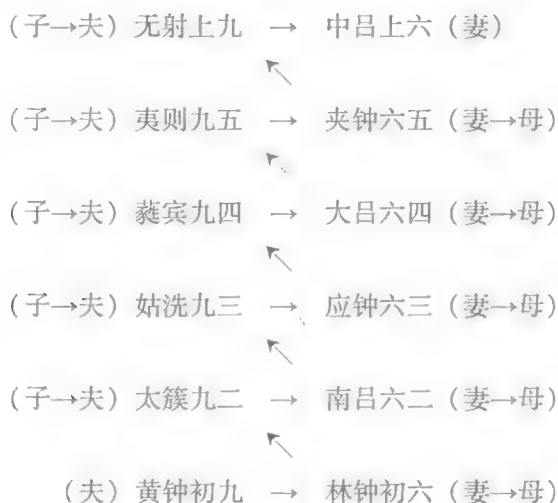 (子→夫) 无射上九 → 中吕上六 (妻)
(子→夫) 夷则九五 → 夹钟六五 (妻→母)
(子→夫) 蕤宾九四 → 大吕六四 (妻→母)
(子→夫) 姑洗九三 → 应钟六三 (妻→母)
(子→夫) 太簇九二 → 南吕六二 (妻→母)
(夫) 黄钟初九 → 林钟初六 (妻→母)